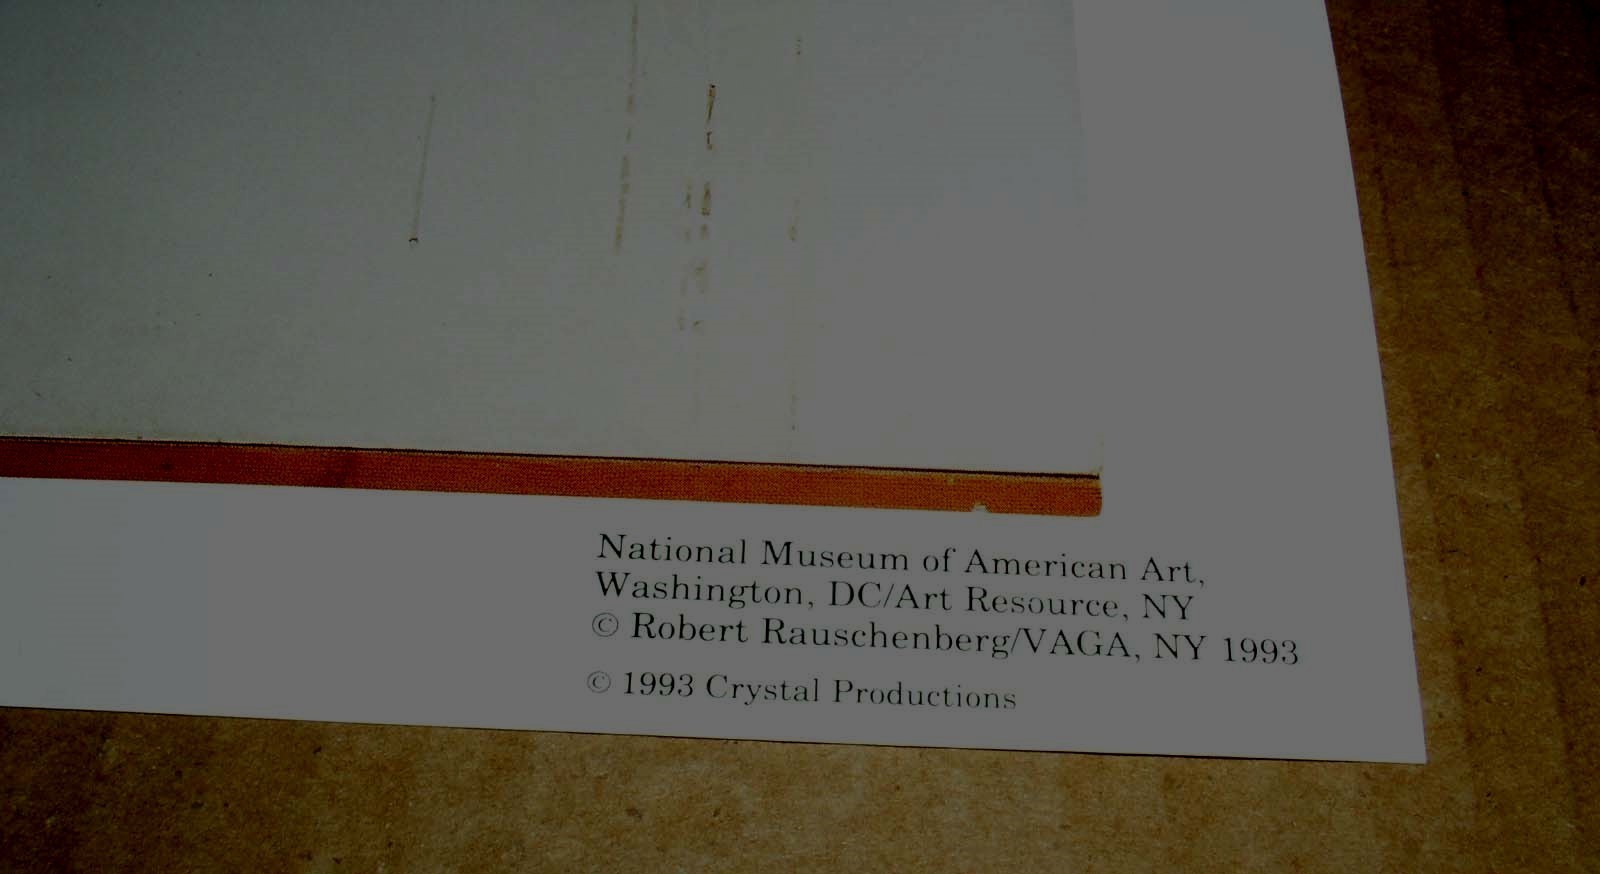 National Museum of American Art,
Washington, DC/Art Resource, NY
© Robert Rauschenberg/VAGA, NY 1993
© 1993 Crystal Productions